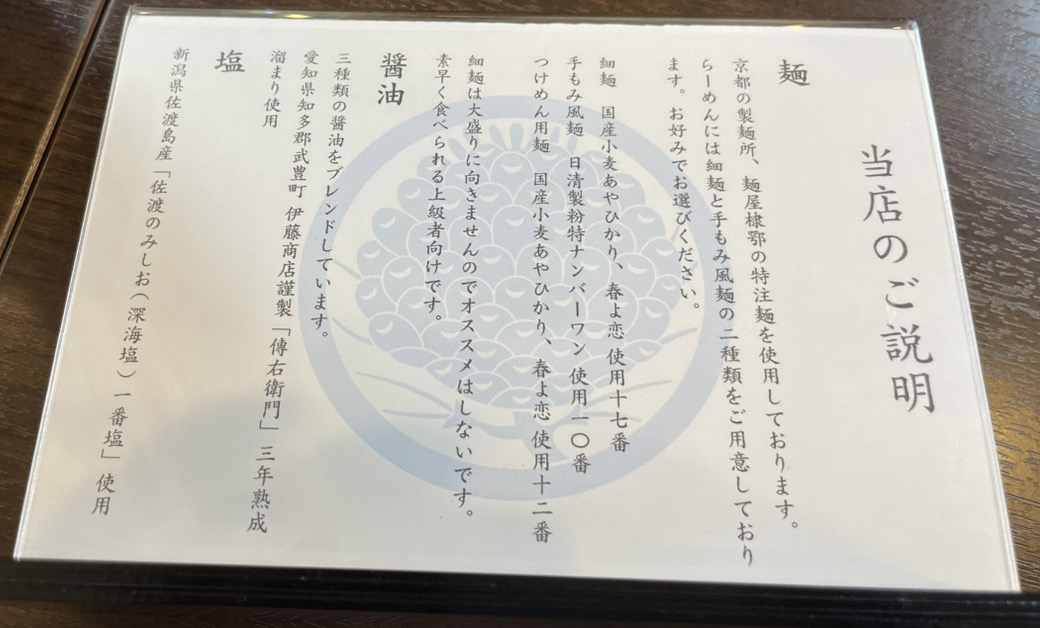 当店のご説明
麺
京都の製麺所、麺屋棣鄂の特注麺を使用しております。
らーめんには細麺と手もみ風麺の二種類をご用意しており
ます。お好みでお選びください。
細麺　国産小麦あやひかり、春よ恋 使用十七番
手もみ風麺　日清製粉特ナンバーワン 使用一〇番
つけめん用麺　国産小麦あやひかり、春よ恋 使用十二番
細麺は大盛りに向きませんのでオススメはしないです。
素早く食べられる上級者向けです。
醤油
三種類の醤油をブレンドしています。
愛知県知多郡武豊町 伊藤商店謹製「傳右衛門」三年熟成
溜まり使用
塩
新潟県佐渡島産「佐渡のみしお（深海塩）一番塩」使用